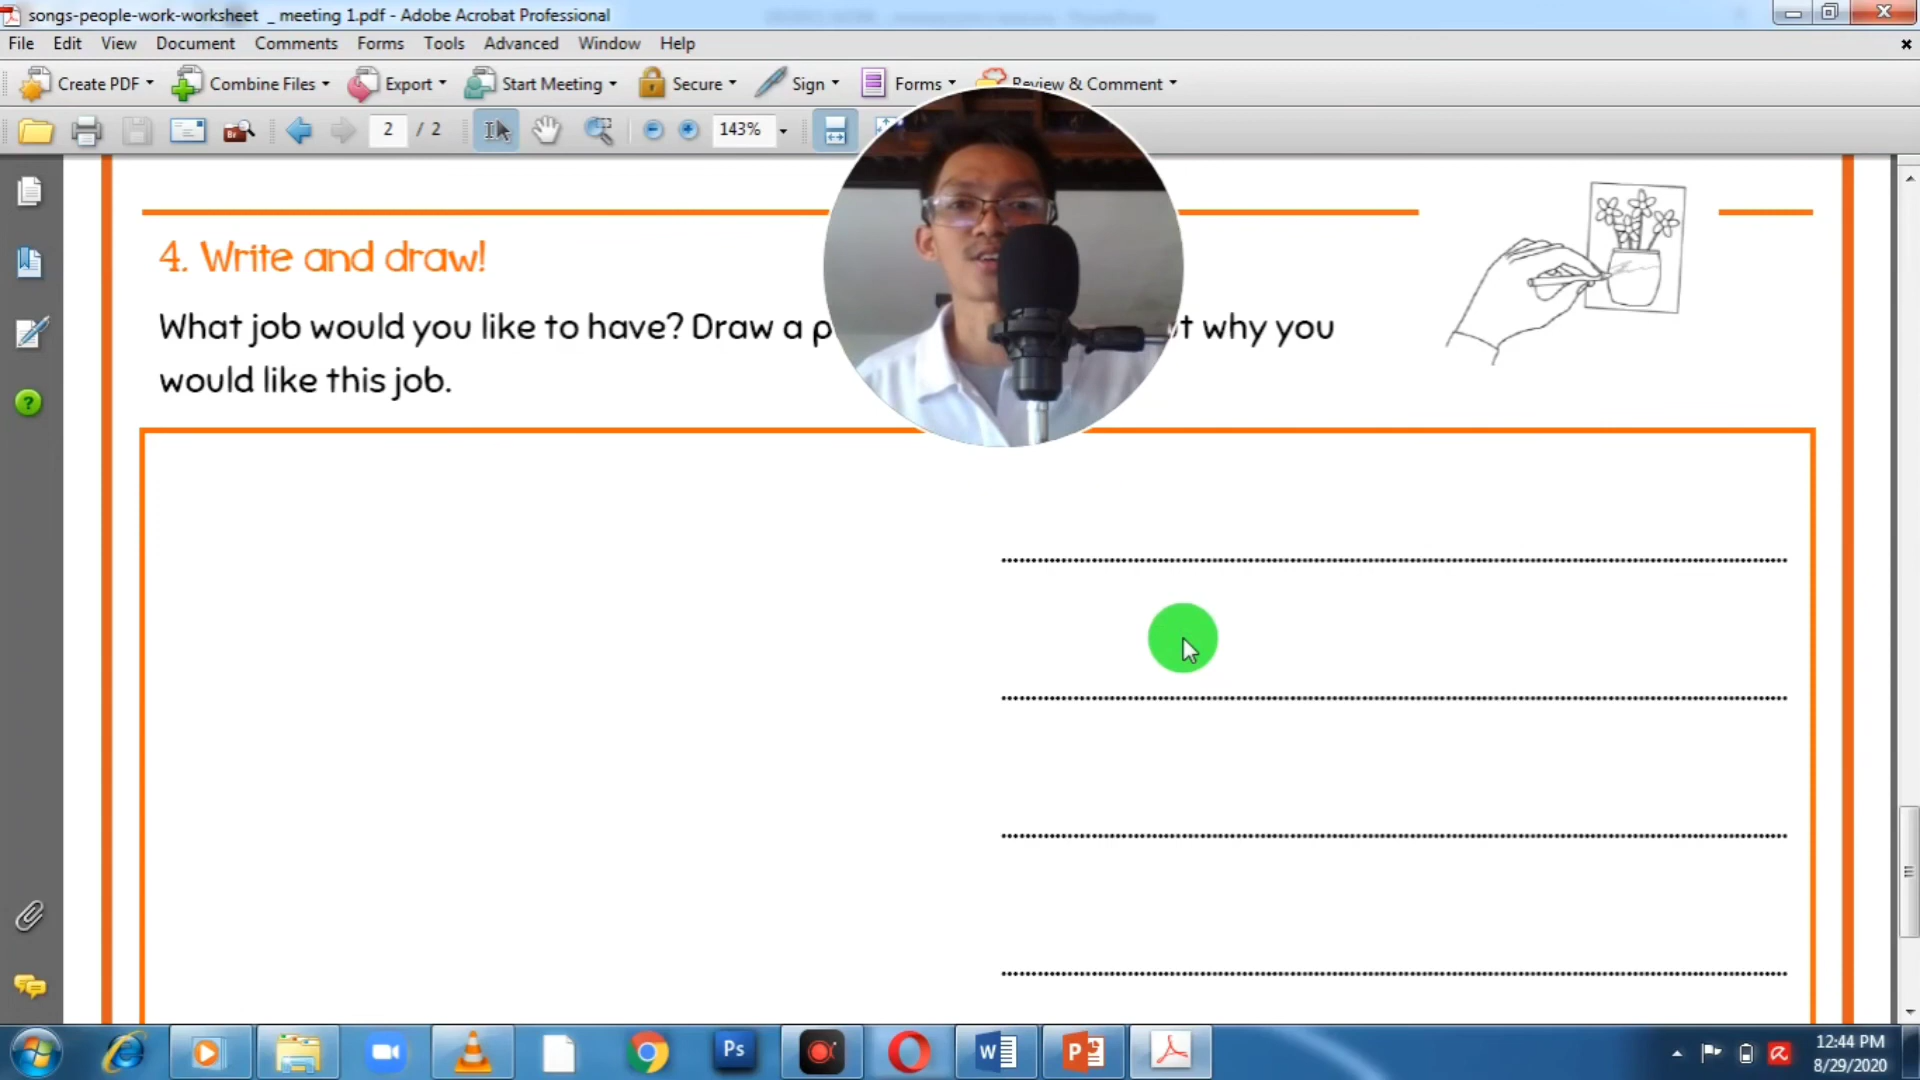 songs-people-work-worksheet _ meeting 1.pdf - Adobe Acrobat Professional
File Edit View Document Comments Forms Tools Advanced Window Help
Create PDF Combine Files Export Start Meeting Secure Sign Forms Review & Comment
2 / 2 143%
4. Write and draw!
What job would you like to have? Draw a p t why you
would like this job.
Ps
W P
12:44 PM
8/29/2020